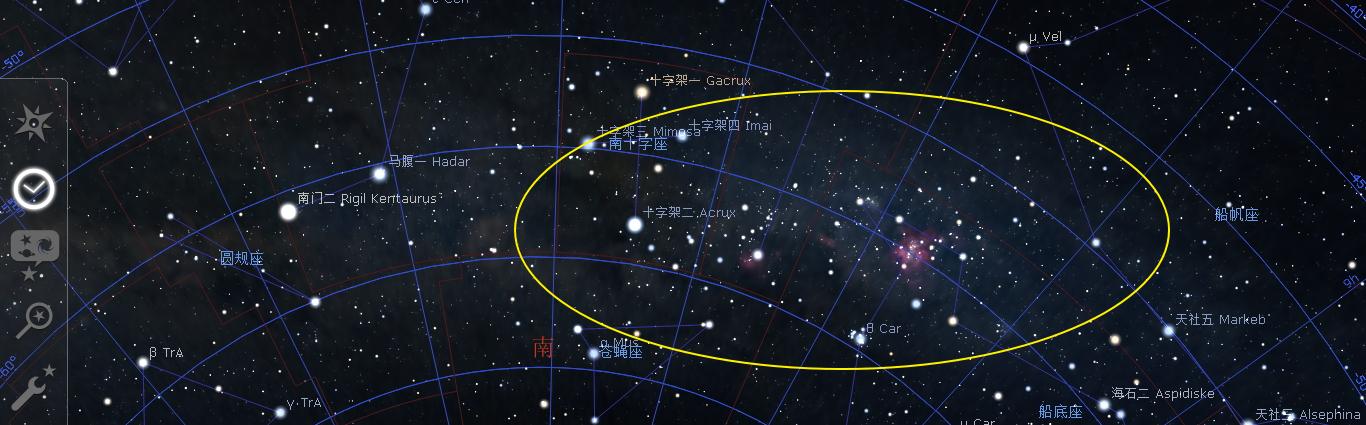 -40°
ε Cen
μ Vel
-50°
十字架一 Gacrux
十字架三 Mimosa
十字架四 Imai
南十字座
马腹一 Hadar
-45°
南门二 Rigil Kentaurus
十字架二 Acrux
船帆座
圆规座
9h
天社五 Markeb
θ Car
南
α Mus
苍蝇座
β TrA
-60°
海石二 Aspidiske
γ TrA
船底座
天社三 Alsephina
υ Car